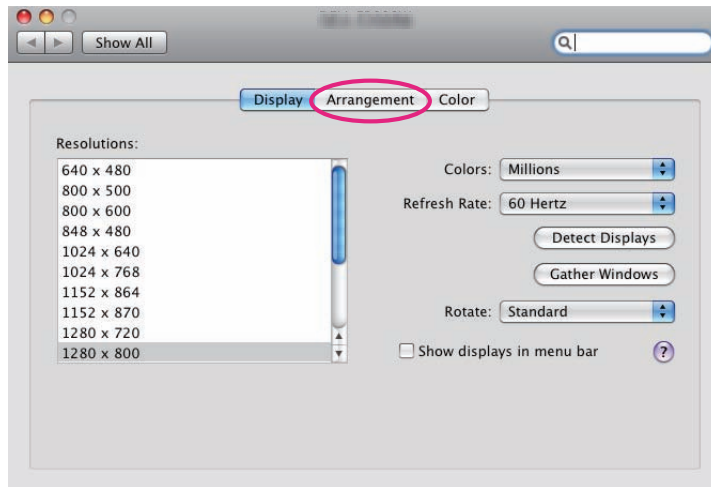 Show All
Display Arrangement Color
Resolutions:
640 x 480
800 x 500
800 x 600
848 x 480
1024 x 640
1024 x 768
1152 x 864
1152 x 870
1280 x 720
1280 x 800
Colors: Millions
Refresh Rate: 60 Hertz
Detect Displays
Gather Windows
Rotate: Standard
Show displays in menu bar ?